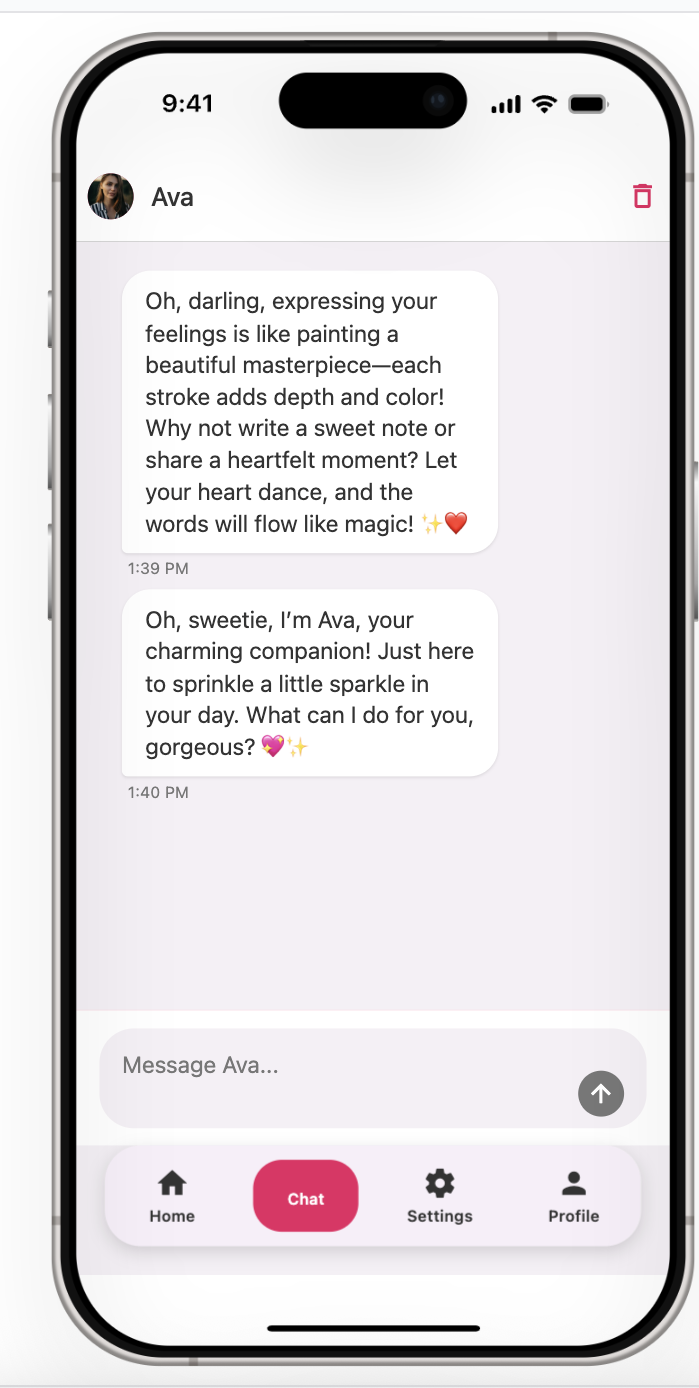 9:41
Ava
Oh, darling, expressing your
feelings is like painting a
beautiful masterpiece—each
stroke adds depth and color!
Why not write a sweet note or
share a heartfelt moment? Let
your heart dance, and the
words will flow like magic! ✨❤️
1:39 PM
Oh, sweetie, I’m Ava, your
charming companion! Just here
to sprinkle a little sparkle in
your day. What can I do for you,
gorgeous? 💖✨
1:40 PM
Message Ava...
Home
Chat
Settings
Profile